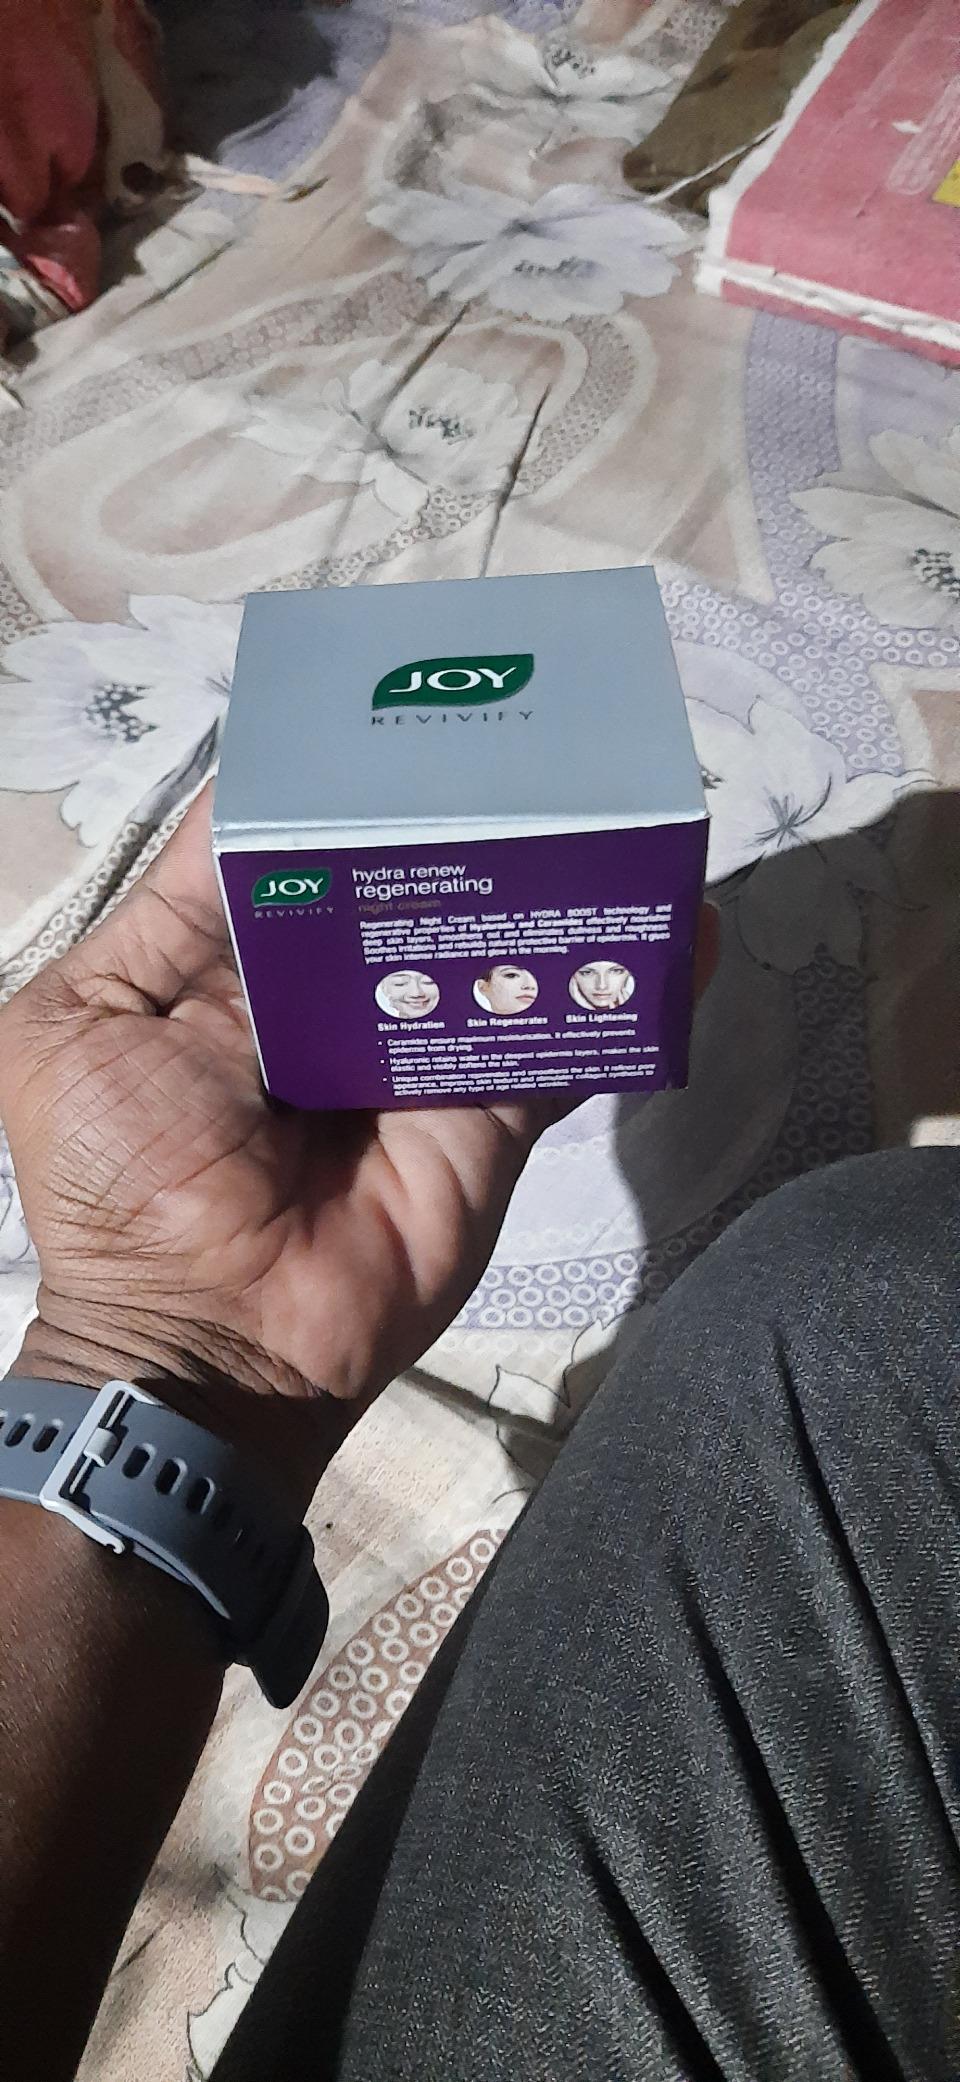 JOY
REVIVIFY
JOY
REVIVIFY
hydra renew
regenerating
night cream
Regenerating Night Cream based on HYDRA BOOST technology and
regenerative properties of Hyaluronic and Ceramides effectively nourishes
deep skin layers, smoothens out and eliminates dullness and roughness.
Soothes irritations and rebuilds natural protective barrier of epidermis. It gives
your skin intense radiance and glow in the morning.
Skin Hydration Skin Regenerates Skin Lightening
• Ceramides ensure maximum moisturisation. It effectively prevents
epidermis from drying.
• Hyaluronic retains water in the deepest epidermis layers, makes the skin
elastic and visibly softens the skin.
• Unique combination rejuvenates and smoothens the skin. It refines pore
appearance, improves skin texture and stimulates collagen synthesis to
actively remove any type of age related wrinkles.